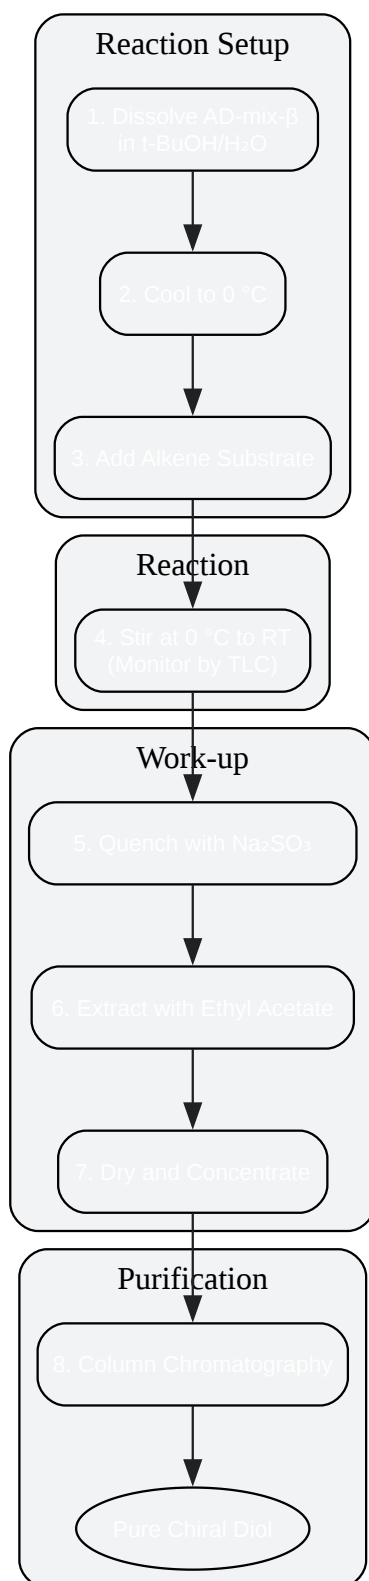 Reaction Setup
1. Dissolve AD-mix-β
in t-BuOH/H₂O
2. Cool to 0 °C
3. Add Alkene Substrate
Reaction
4. Stir at 0 °C to RT
(Monitor by TLC)
Work-up
5. Quench with Na₂SO₃
6. Extract with Ethyl Acetate
7. Dry and Concentrate
Purification
8. Column Chromatography
Pure Chiral Diol